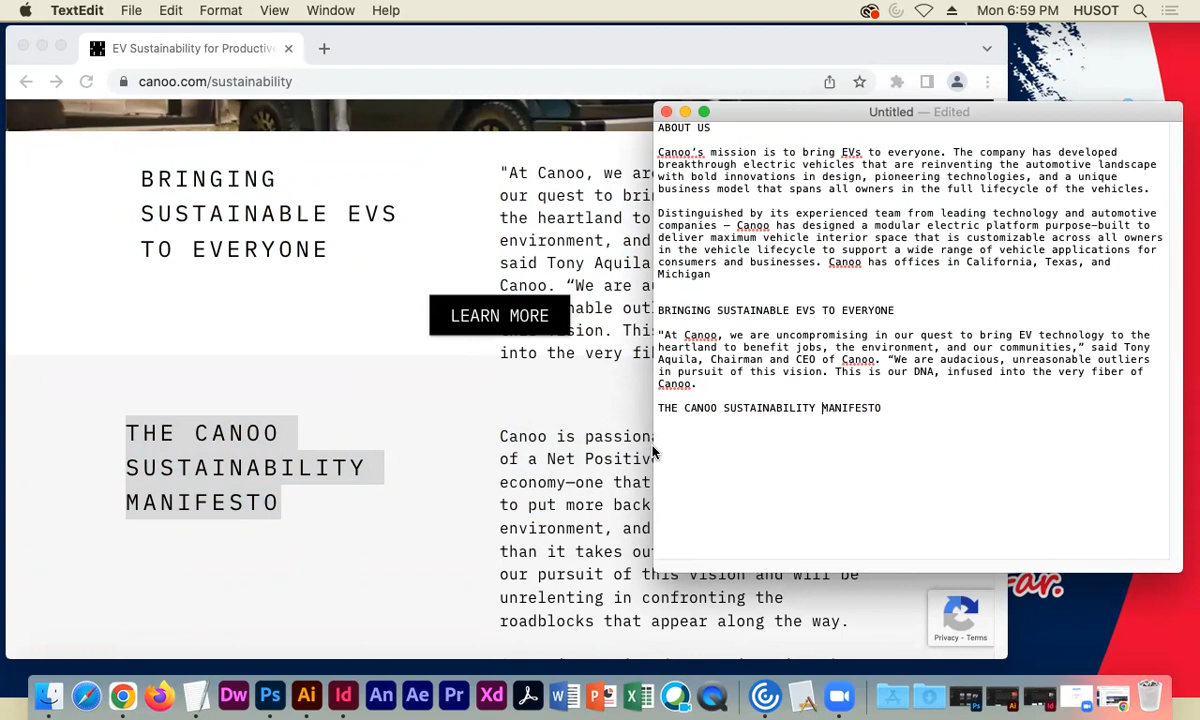 TextEdit File Edit Format View Window Help Mon 6:59 PM HUSOT
EV Sustainability for Productiv
canoo.com/sustainability
BRINGING
SUSTAINABLE EVS
TO EVERYONE
"At Canoo, we are
our quest to brin
the heartland to
environment, and
said Tony Aquila
Canoo. “We are au
LEARN MORE
into the very fib
THE CANOO
SUSTAINABILITY
MANIFESTO
Canoo is passiona
of a Net Positive
economy—one that
to put more back
environment, and
than it takes ou
our pursuit of this vision and will be
unrelenting in confronting the
roadblocks that appear along the way.
Privacy - Terms
Untitled — Edited
ABOUT US
Canoo’s mission is to bring EVs to everyone. The company has developed
breakthrough electric vehicles that are reinventing the automotive landscape
with bold innovations in design, pioneering technologies, and a unique
business model that spans all owners in the full lifecycle of the vehicles.
Distinguished by its experienced team from leading technology and automotive
companies – Canoo has designed a modular electric platform purpose-built to
deliver maximum vehicle interior space that is customizable across all owners
in the vehicle lifecycle to support a wide range of vehicle applications for
consumers and businesses. Canoo has offices in California, Texas, and
Michigan
BRINGING SUSTAINABLE EVS TO EVERYONE
"At Canoo, we are uncompromising in our quest to bring EV technology to the
heartland to benefit jobs, the environment, and our communities,” said Tony
Aquila, Chairman and CEO of Canoo. “We are audacious, unreasonable outliers
in pursuit of this vision. This is our DNA, infused into the very fiber of
Canoo.
THE CANOO SUSTAINABILITY MANIFESTO
Dw Ps Ai Id An Ae Pr Xd